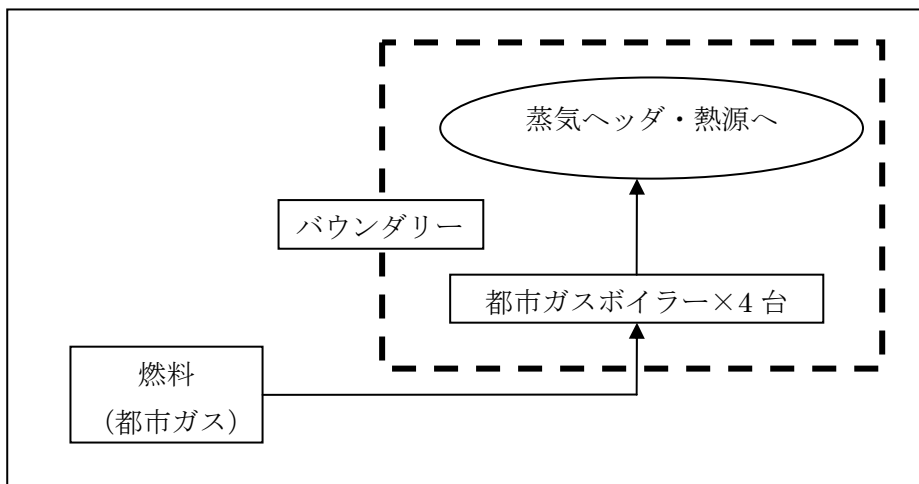 蒸気ヘッダ・熱源へ
バウンダリー
都市ガスボイラー×4 台
燃料
（都市ガス）